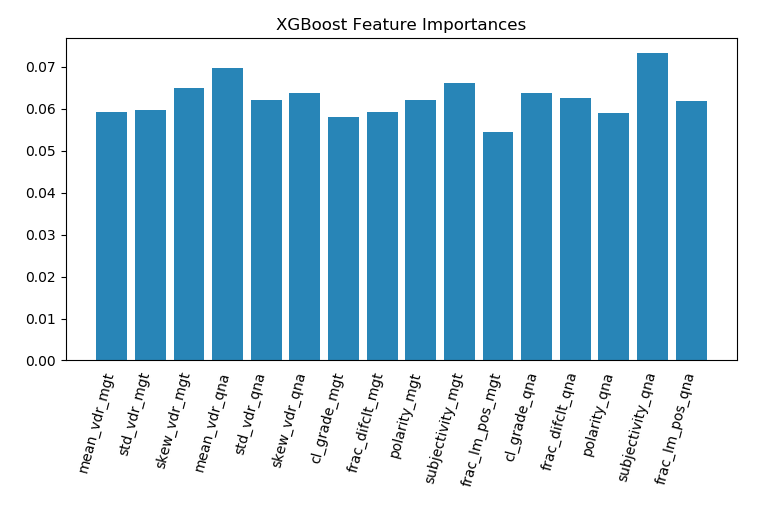 XGBoost Feature Importances
0.07
0.06
0.05
0.04
0.03
0.02
0.01
0.00
mean_vdr_mgt
std_vdr_mgt
skew_vdr_mgt
mean_vdr_qna
std_vdr_qna
skew_vdr_qna
cl_grade_mgt
frac_difclt_mgt
polarity_mgt
subjectivity_mgt
frac_lm_pos_mgt
cl_grade_qna
frac_difclt_qna
polarity_qna
subjectivity_qna
frac_lm_pos_qna